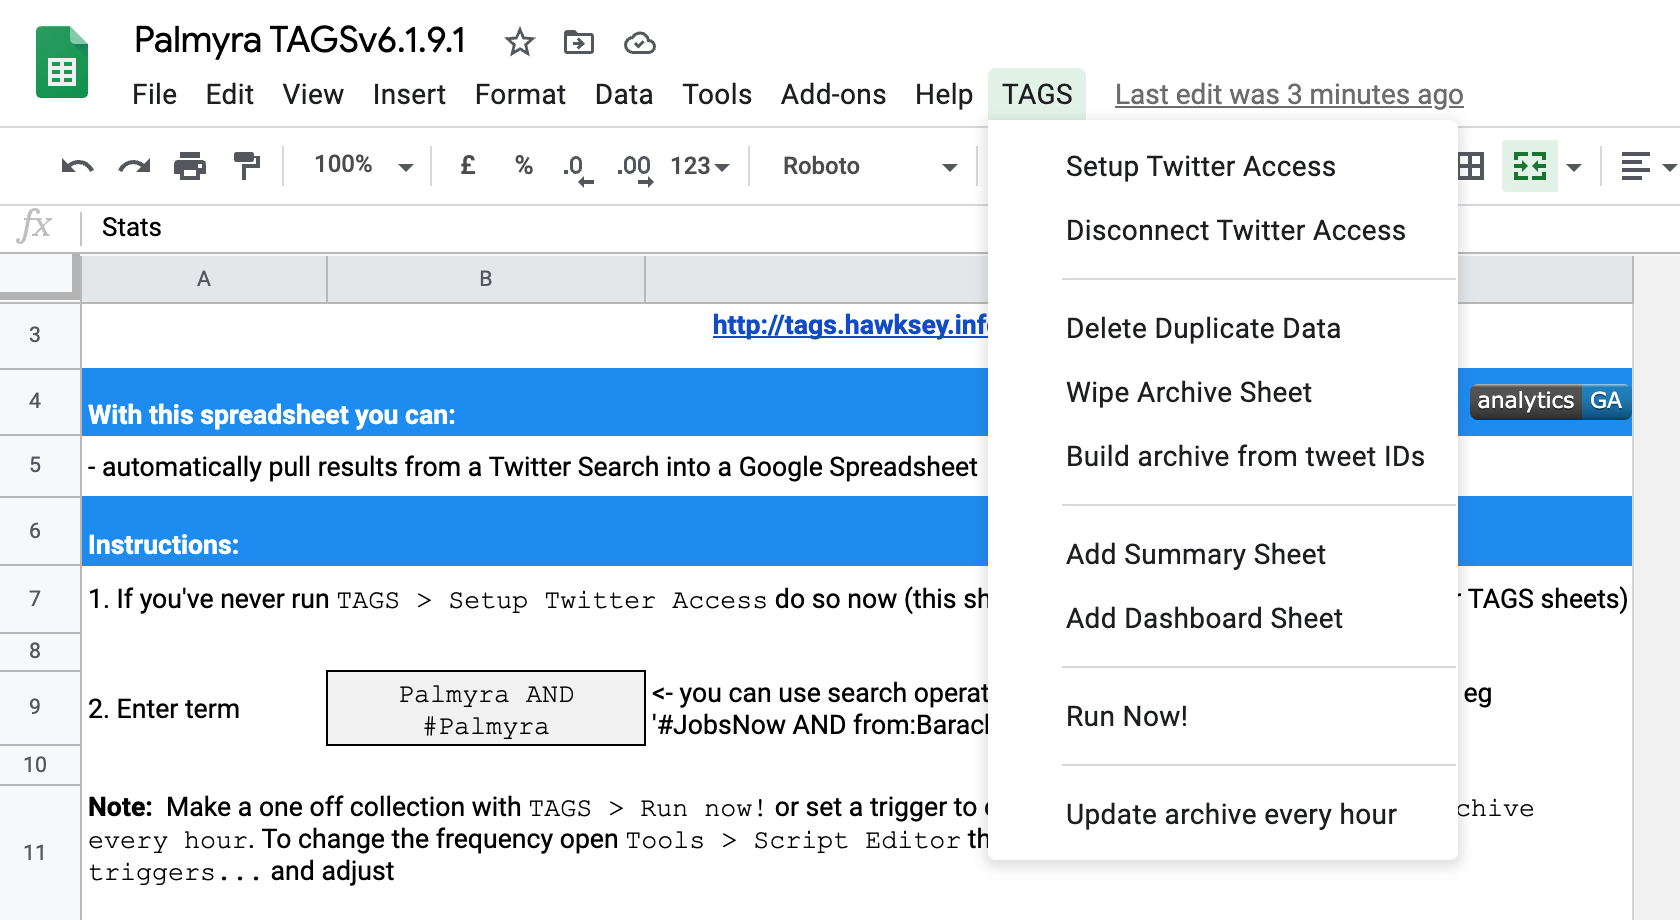 Palmyra TAGSv6.1.9.1
File Edit View Insert Format Data Tools Add-ons Help TAGS Last edit was 3 minutes ago
100% £ % .0 .00 123 Roboto
fx Stats
A B
3 http://tags.hawksey.inf
4 With this spreadsheet you can: analytics GA
5 - automatically pull results from a Twitter Search into a Google Spreadsheet
6 Instructions:
7 1. If you've never run TAGS > Setup Twitter Access do so now (this sh r TAGS sheets)
8
9 2. Enter term
Palmyra AND
#Palmyra
<- you can use search operat eg
'#JobsNow AND from:Barac
10
11
Note: Make a one off collection with TAGS > Run now! or set a trigger to chive
every hour. To change the frequency open Tools > Script Editor th
triggers... and adjust
Setup Twitter Access
Disconnect Twitter Access
Delete Duplicate Data
Wipe Archive Sheet
Build archive from tweet IDs
Add Summary Sheet
Add Dashboard Sheet
Run Now!
Update archive every hour